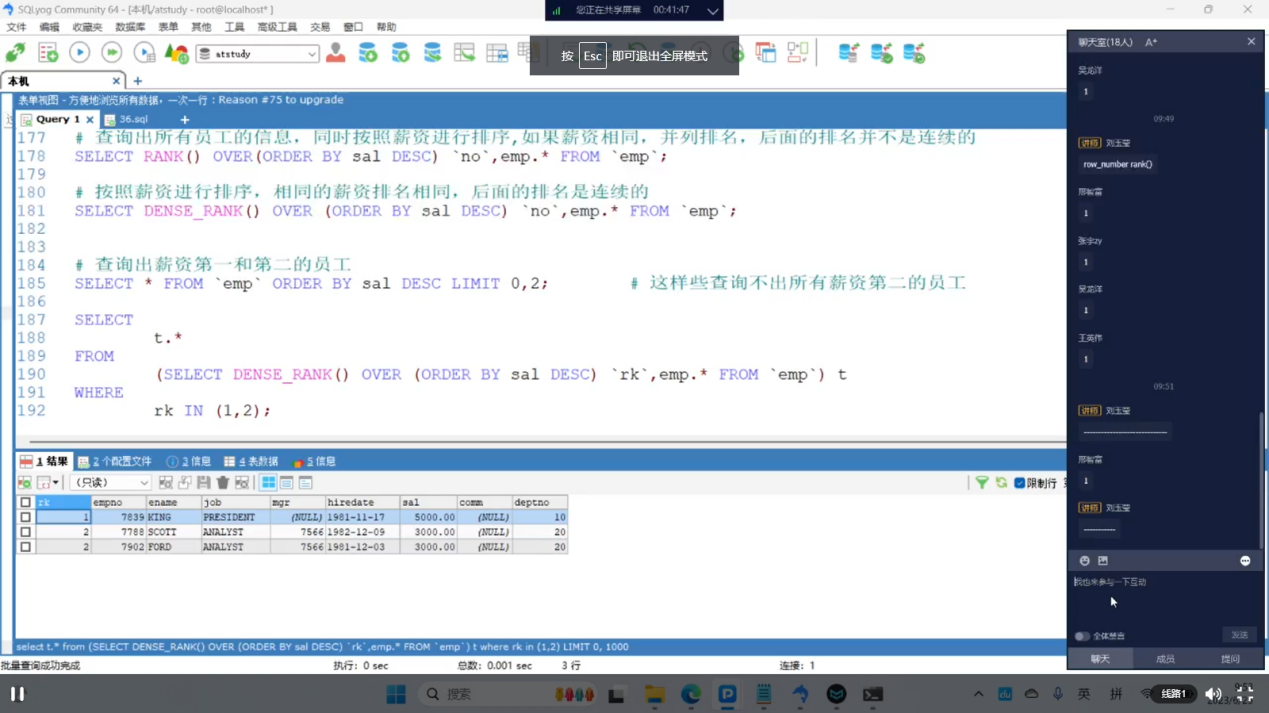 SQLyog Community 64 - [本机/atstudy - root@localhost* ]
您正在共享屏幕 00:41:47
文件 编辑 收藏夹 数据库 表单 其他 工具 高级工具 交易 窗口 帮助
atstudy
按 Esc 即可退出全屏模式
本机
表单视图 - 方便地浏览所有数据，一次一行 : Reason #75 to upgrade
Query 1 36.sql
177 # 查询出所有员工的信息，同时按照薪资进行排序,如果薪资相同，并列排名，后面的排名并不是连续的
178 SELECT RANK() OVER(ORDER BY sal DESC) `no`,emp.* FROM `emp`;
179
180 # 按照薪资进行排序，相同的薪资排名相同，后面的排名是连续的
181 SELECT DENSE_RANK() OVER (ORDER BY sal DESC) `no`,emp.* FROM `emp`;
182
183
184 # 查询出薪资第一和第二的员工
185 SELECT * FROM `emp` ORDER BY sal DESC LIMIT 0,2; # 这样些查询不出所有薪资第二的员工
186
187 SELECT
188 t.*
189 FROM
190 (SELECT DENSE_RANK() OVER (ORDER BY sal DESC) `rk`,emp.* FROM `emp`) t
191 WHERE
192 rk IN (1,2);
1 结果 2 个配置文件 3 信息 4 表数据 5 信息
(只读) 限制行
rk empno ename job mgr hiredate sal comm deptno
1 7839 KING PRESIDENT (NULL) 1981-11-17 5000.00 (NULL) 10
2 7788 SCOTT ANALYST 7566 1982-12-09 3000.00 (NULL) 20
2 7902 FORD ANALYST 7566 1981-12-03 3000.00 (NULL) 20
select t.* from (SELECT DENSE_RANK() OVER (ORDER BY sal DESC) `rk`,emp.* FROM `emp`) t where rk in (1,2) LIMIT 0, 1000
批量查询成功完成 执行: 0 sec 总数: 0.001 sec 3 行 连接: 1
聊天室(18人) A+
吴龙洋
1
09:49
讲师 刘玉莹
row_number rank()
1
张宇zy
1
吴龙洋
1
王英伟
1
09:51
讲师 刘玉莹
----------------------------
1
讲师 刘玉莹
-----------
我也来参与一下互动
全体禁言 发送
聊天 成员 提问
搜索
英 拼 线路1